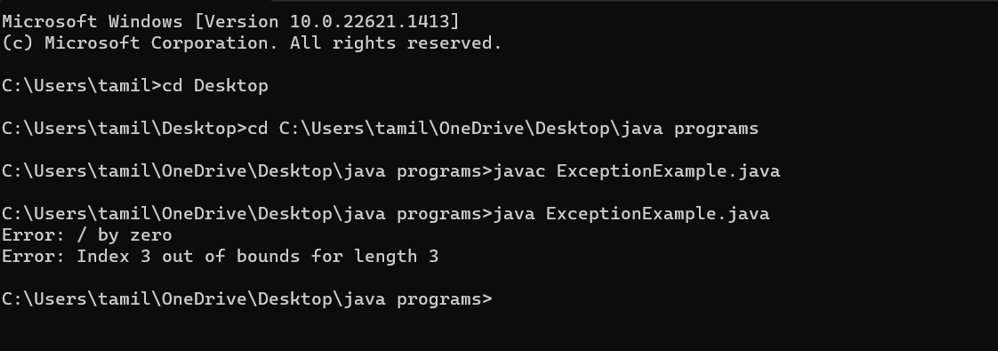 Microsoft Windows [Version 10.0.22621.1413]
(c) Microsoft Corporation. All rights reserved.
C:\Users\tamil>cd Desktop
C:\Users\tamil\Desktop>cd C:\Users\tamil\OneDrive\Desktop\java programs
C:\Users\tamil\OneDrive\Desktop\java programs>javac ExceptionExample.java
C:\Users\tamil\OneDrive\Desktop\java programs>java ExceptionExample.java
Error: / by zero
Error: Index 3 out of bounds for length 3
C:\Users\tamil\OneDrive\Desktop\java programs>